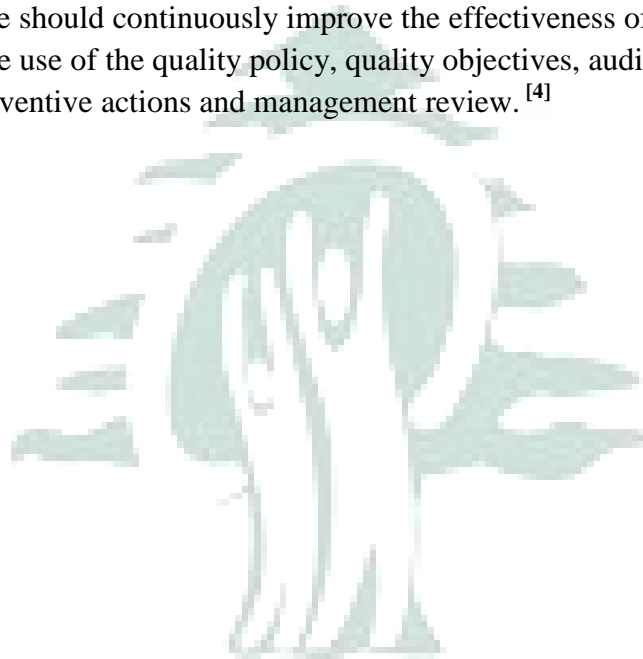 e should continuously improve the effectiveness of
e use of the quality policy, quality objectives, audi
ventive actions and management review. [4]